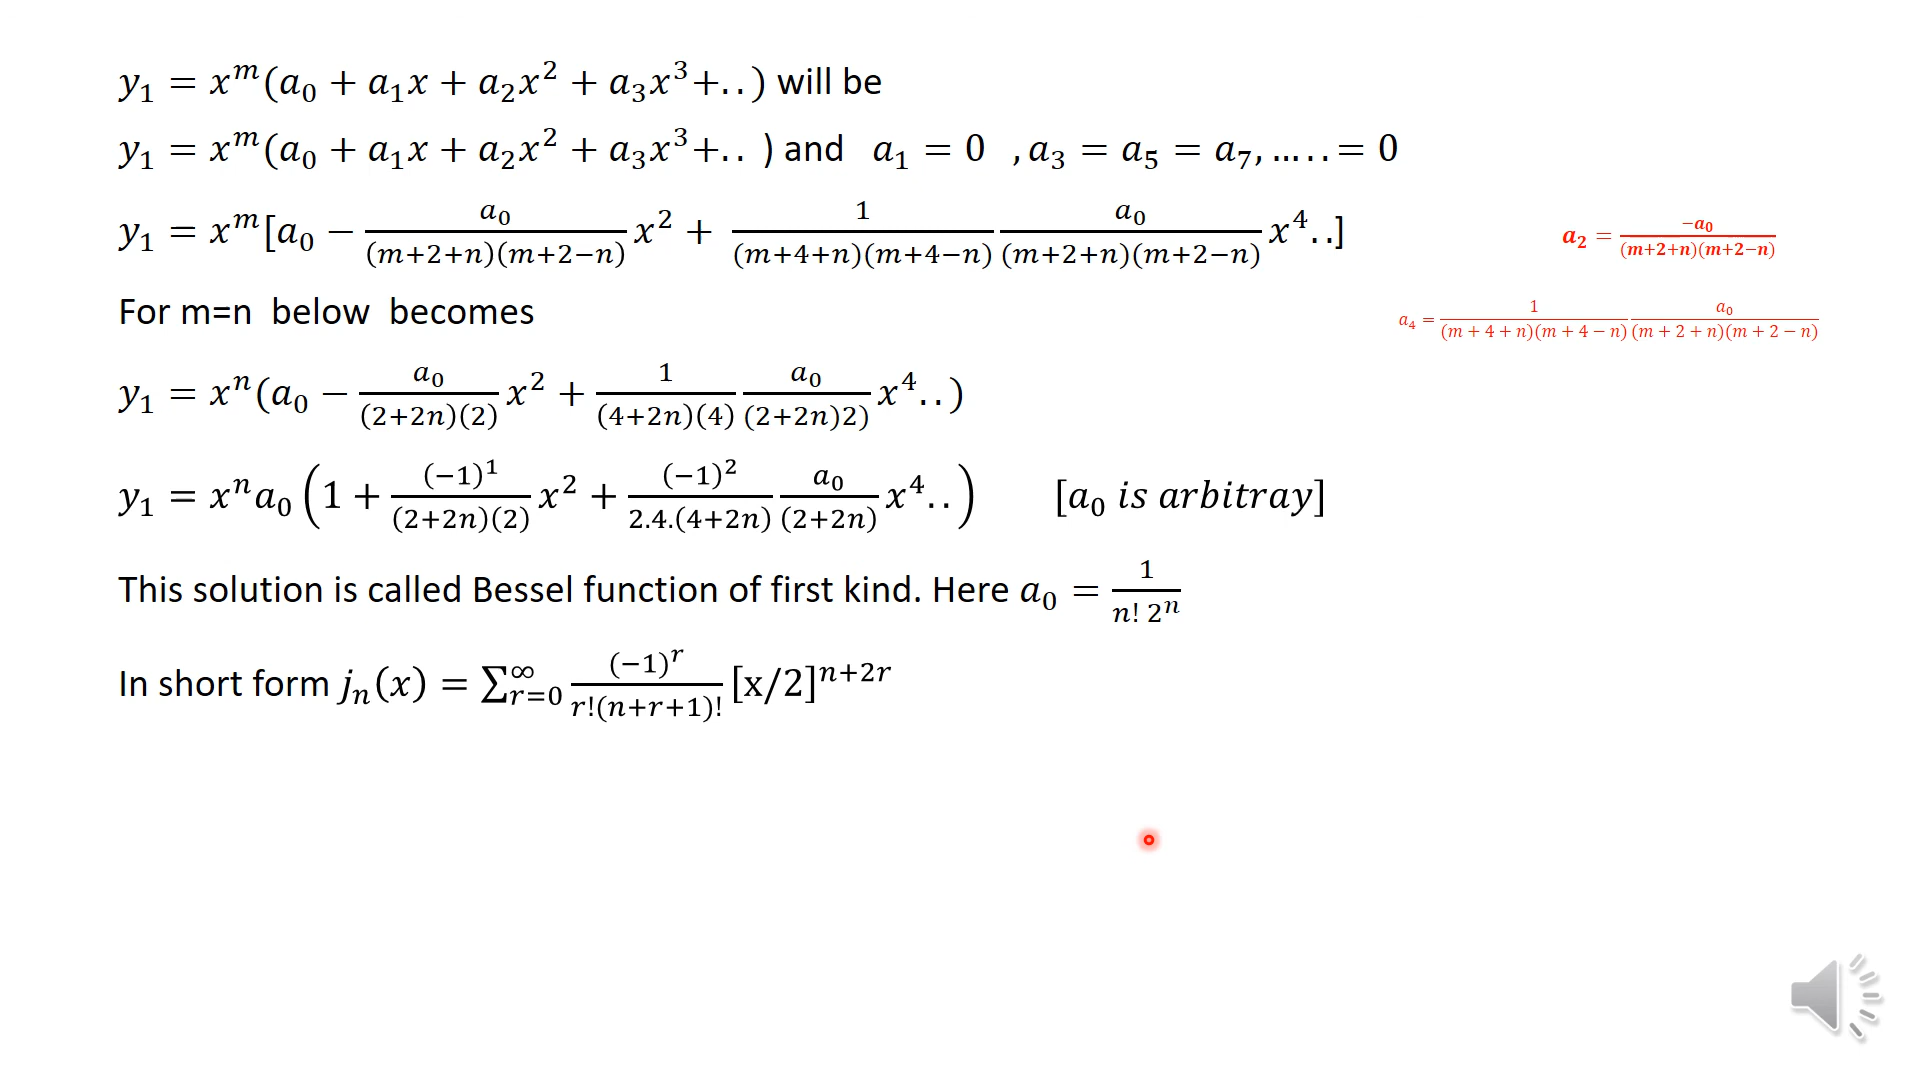 y₁ = xᵐ(a₀ + a₁x + a₂x² + a₃x³+..) will be
y₁ = xᵐ(a₀ + a₁x + a₂x² + a₃x³+.. ) and a₁ = 0 , a₃ = a₅ = a₇, ..... = 0
y₁ = xᵐ[a₀ − a₀/(m+2+n)(m+2−n) x² + 1/(m+4+n)(m+4−n) a₀/(m+2+n)(m+2−n) x⁴..]
a₂ = −a₀/(m+2+n)(m+2−n)
For m=n below becomes
a₄ = 1/(m + 4 + n)(m + 4 − n) a₀/(m + 2 + n)(m + 2 − n)
y₁ = xⁿ(a₀ − a₀/(2+2n)(2) x² + 1/(4+2n)(4) a₀/(2+2n)2) x⁴..)
y₁ = xⁿa₀ (1 + (−1)¹/(2+2n)(2) x² + (−1)²/2.4.(4+2n) a₀/(2+2n) x⁴..) [a₀ is arbitray]
This solution is called Bessel function of first kind. Here a₀ = 1/n! 2ⁿ
In short form jₙ(x) = ∑_{r=0}^{∞} (−1)ʳ/r!(n+r+1)! [x/2]ⁿ⁺²ʳ